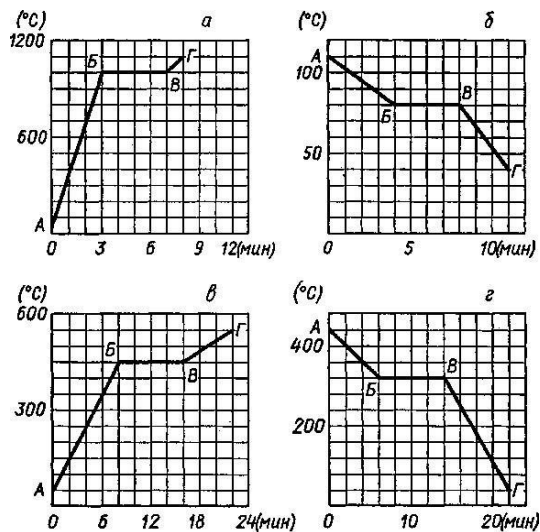 (°C) а
1200
Б Г
В
600
А
0 3 6 9 12(мин)
(°C) б
А
100
В
Б
50
Г
0 5 10(мин)
(°C) в
600
Г
Б
В
300
А
0 6 12 18 24(мин)
(°C) г
А
400
В
Б
200
Г
0 10 20(мин)